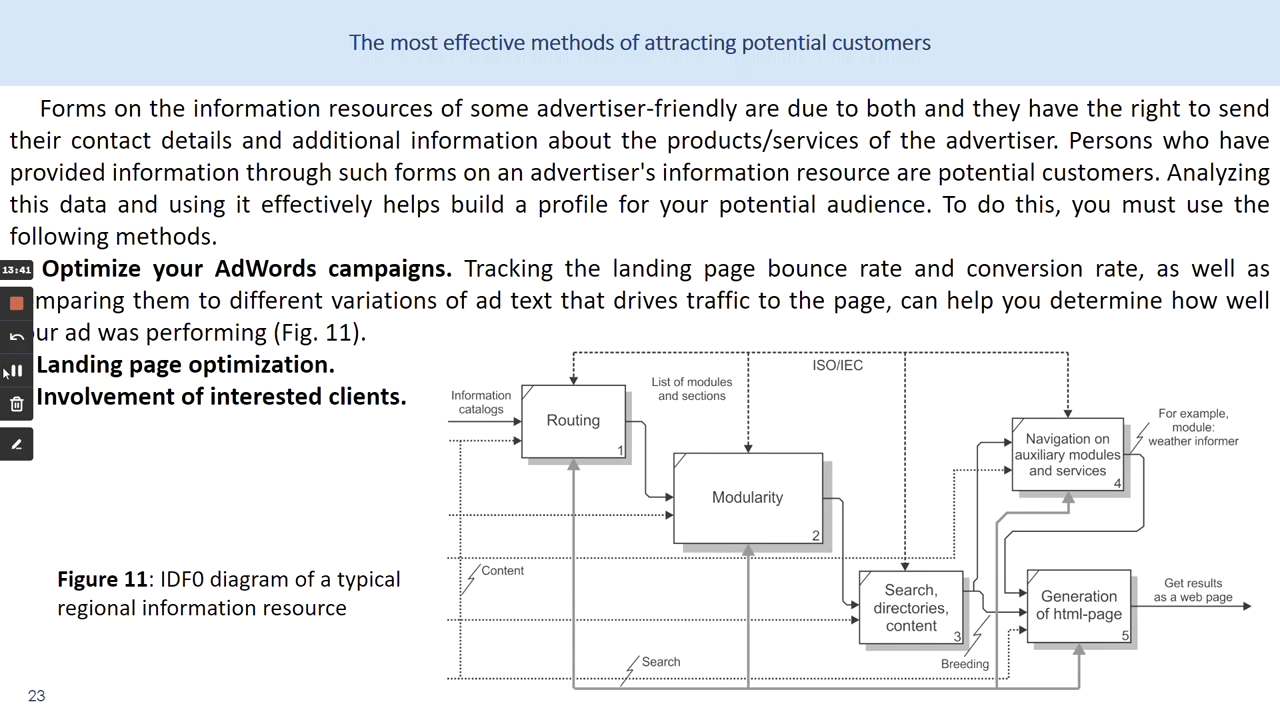 The most effective methods of attracting potential customers
Forms on the information resources of some advertiser-friendly are due to both and they have the right to send
their contact details and additional information about the products/services of the advertiser. Persons who have
provided information through such forms on an advertiser's information resource are potential customers. Analyzing
this data and using it effectively helps build a profile for your potential audience. To do this, you must use the
following methods.
13:41
Optimize your AdWords campaigns. Tracking the landing page bounce rate and conversion rate, as well as
mparing them to different variations of ad text that drives traffic to the page, can help you determine how well
ur ad was performing (Fig. 11).
Landing page optimization.
Involvement of interested clients.
ISO/IEC
Information
catalogs
Routing
1
List of modules
and sections
Modularity
2
Navigation on
auxiliary modules
and services
4
For example,
module:
weather informer
Content
Search,
directories,
content
3
Generation
of html-page
5
Get results
as a web page
Search
Breeding
Figure 11: IDF0 diagram of a typical
regional information resource
23